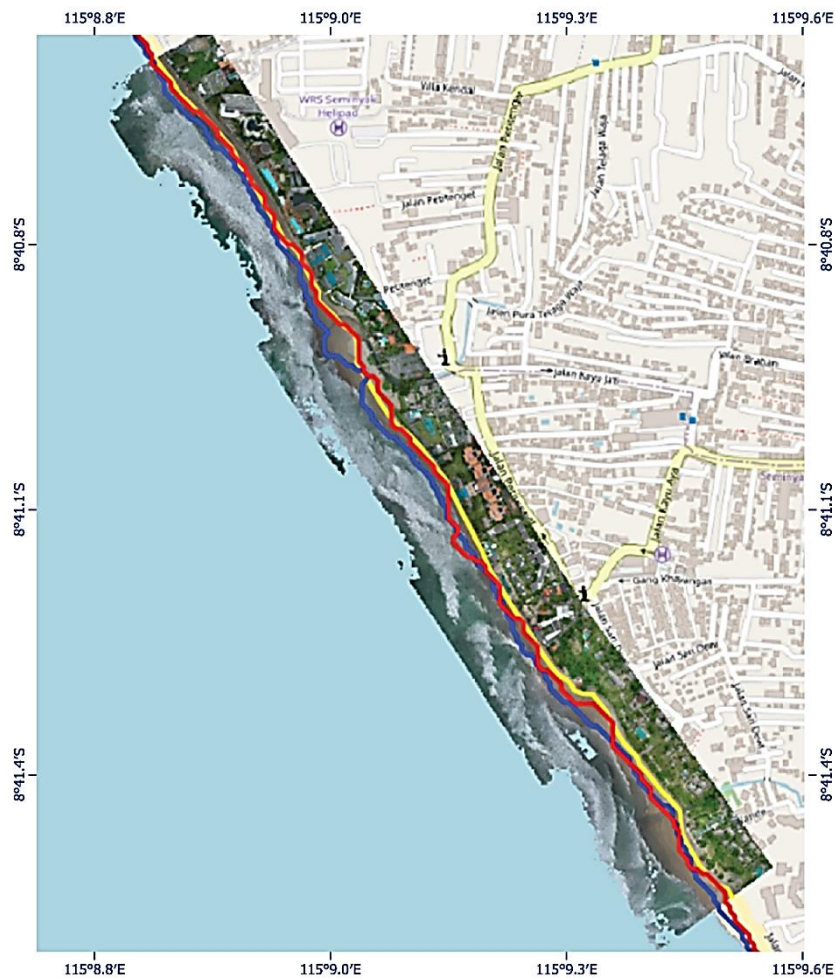 115°8.8'E 115°9.0'E 115°9.3'E 115°9.6'E
Villa Kendal
WRS Seminyak
Helipad
Jalan Petitenget
Jalan Telaga Waja
Jalan Petitenget
8°40.8'S 8°40.8'S
Petitenget
Jalan Pura Telaga Waja
Jalan Braban
Jalan Kayu Jati
Seminya
8°41.1'S 8°41.1'S
Jalan Kayu Aya
Gang Khayangan
Jalan Sari Dewi
Jalan Sari Dewi
8°41.4'S 8°41.4'S
115°8.8'E 115°9.0'E 115°9.3'E 115°9.6'E